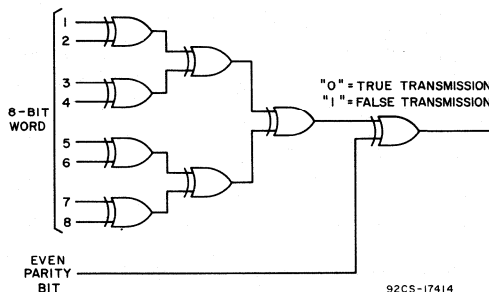 1
2
3
4
5
6
7
8
8-BIT
WORD
"0" = TRUE TRANSMISSION
"1" = FALSE TRANSMISSION
EVEN
PARITY
BIT
92CS-17414